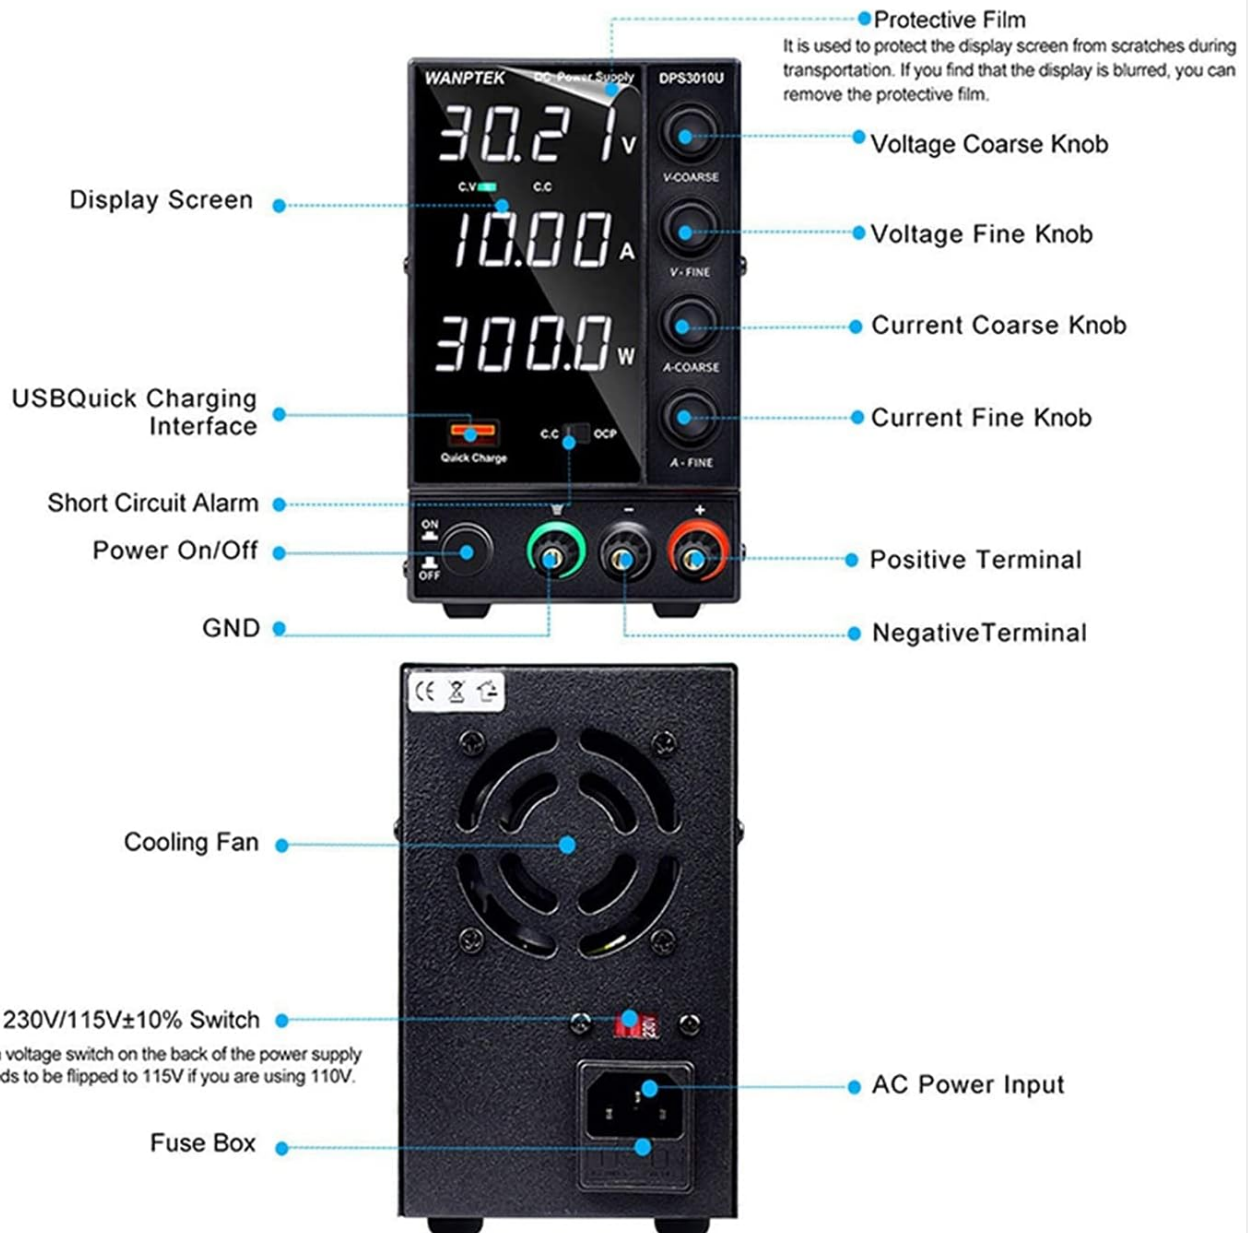 Protective Film
It is used to protect the display screen from scratches during
transportation. If you find that the display is blurred, you can
remove the protective film.
WANPTEK DC Power Supply DPS3010U
30.21 V
V-COARSE
Voltage Coarse Knob
C.V C.C
Display Screen
10.00 A
V - FINE
Voltage Fine Knob
300.0 W
A-COARSE
Current Coarse Knob
USBQuick Charging
Interface
Quick Charge
C.C OCP
A - FINE
Current Fine Knob
Short Circuit Alarm
ON
OFF
- +
Power On/Off
Positive Terminal
GND
NegativeTerminal
CE
Cooling Fan
230V/115V±10% Switch
230V
voltage switch on the back of the power supply
to be flipped to 115V if you are using 110V.
AC Power Input
Fuse Box